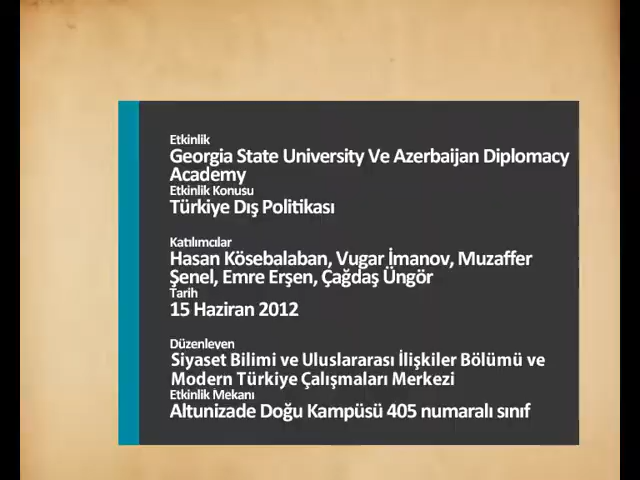 Etkinlik
Georgia State University Ve Azerbaijan Diplomacy
Academy
Etkinlik Konusu
Türkiye Dış Politikası
Katılımcılar
Hasan Kösebalaban, Vugar İmanov, Muzaffer
Şenel, Emre Erşen, Çağdaş Üngör
Tarih
15 Haziran 2012
Düzenleyen
Siyaset Bilimi ve Uluslararası İlişkiler Bölümü ve
Modern Türkiye Çalışmaları Merkezi
Etkinlik Mekanı
Altunizade Doğu Kampüsü 405 numaralı sınıf